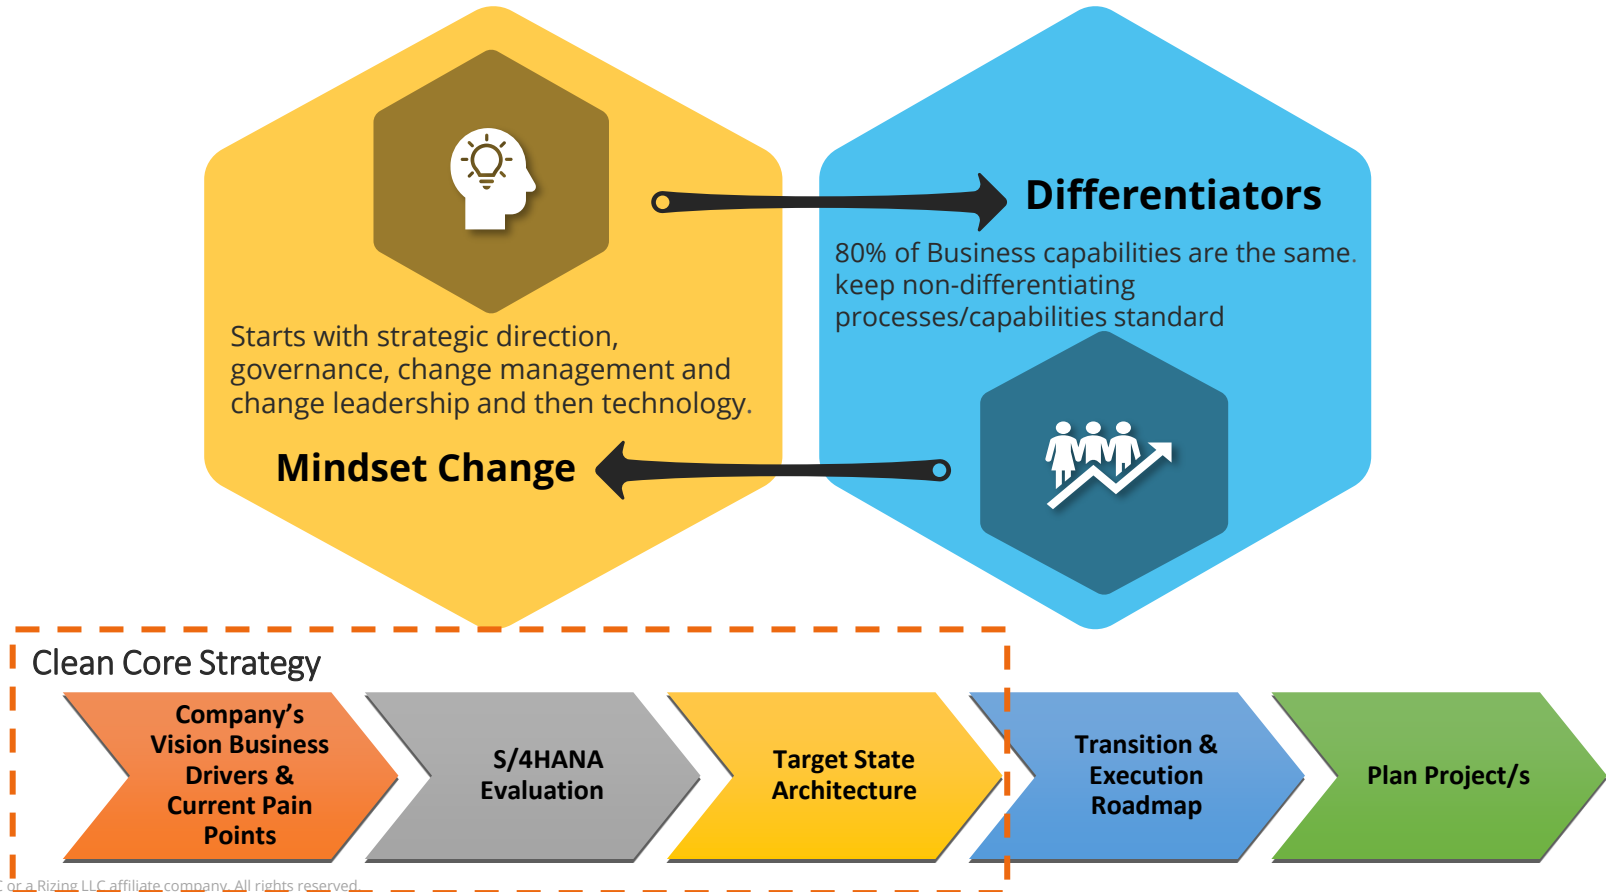 Differentiators
80% of Business capabilities are the same.
keep non-differentiating
processes/capabilities standard
Starts with strategic direction,
governance, change management and
change leadership and then technology.
Mindset Change
Clean Core Strategy
Company’s
Vision Business
Drivers &
Current Pain
Points
S/4HANA
Evaluation
Target State
Architecture
Transition &
Execution
Roadmap
Plan Project/s
or a Rizing LLC affiliate company. All rights reserved.